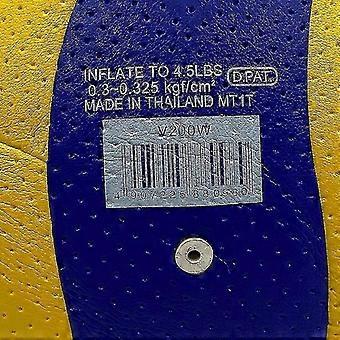 INFLATE TO 4.5LBS
D.PAT.
0.3~0.325 kgf/cm²
MADE IN THAILAND MT1T
V200W